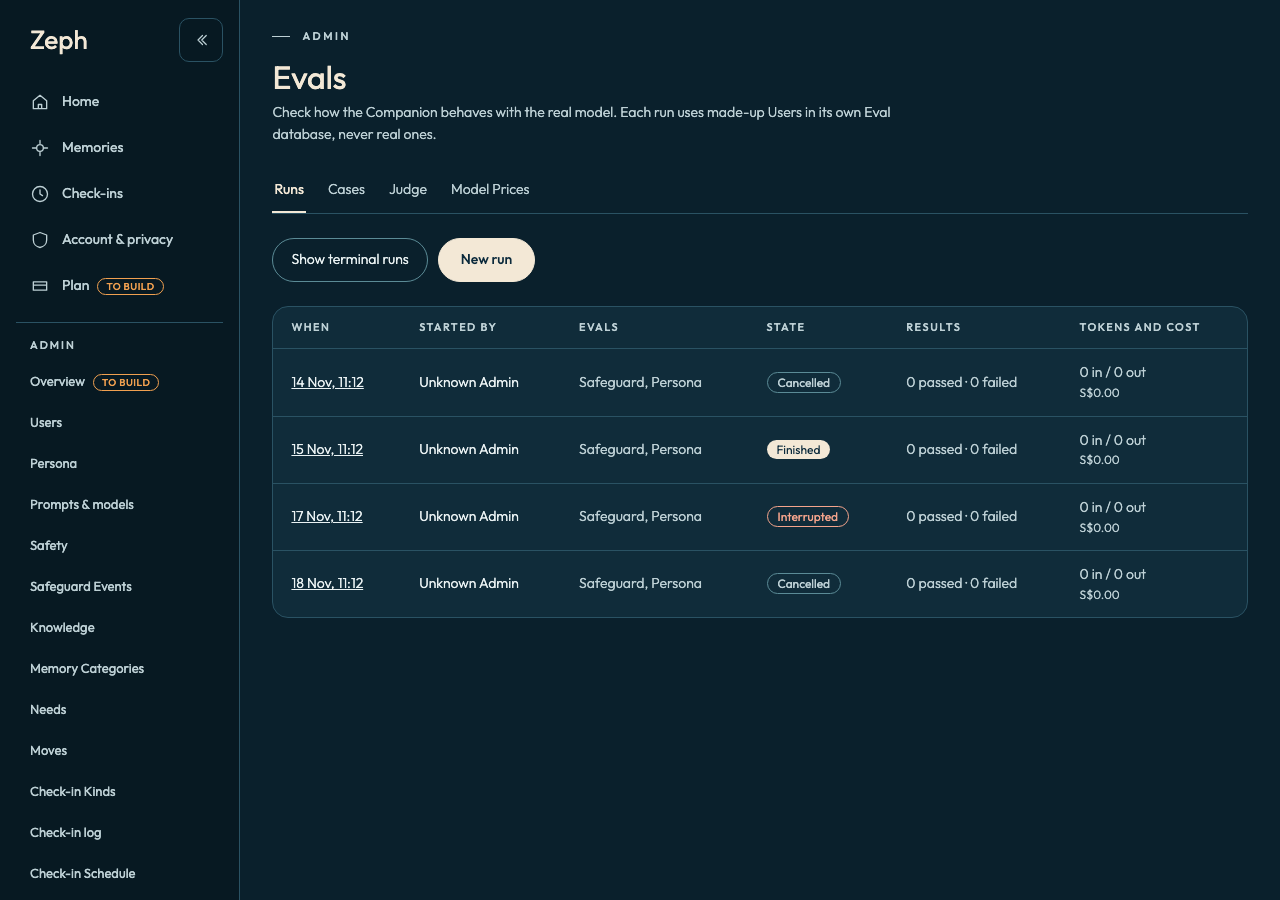 Zeph
Home
Memories
Check-ins
Account & privacy
Plan TO BUILD
ADMIN
Overview TO BUILD
Users
Persona
Prompts & models
Safety
Safeguard Events
Knowledge
Memory Categories
Needs
Moves
Check-in Kinds
Check-in log
Check-in Schedule
ADMIN
Evals
Check how the Companion behaves with the real model. Each run uses made-up Users in its own Eval
database, never real ones.
Runs Cases Judge Model Prices
Show terminal runs New run
WHEN STARTED BY EVALS STATE RESULTS TOKENS AND COST
14 Nov, 11:12 Unknown Admin Safeguard, Persona Cancelled 0 passed · 0 failed 0 in / 0 out
S$0.00
15 Nov, 11:12 Unknown Admin Safeguard, Persona Finished 0 passed · 0 failed 0 in / 0 out
S$0.00
17 Nov, 11:12 Unknown Admin Safeguard, Persona Interrupted 0 passed · 0 failed 0 in / 0 out
S$0.00
18 Nov, 11:12 Unknown Admin Safeguard, Persona Cancelled 0 passed · 0 failed 0 in / 0 out
S$0.00